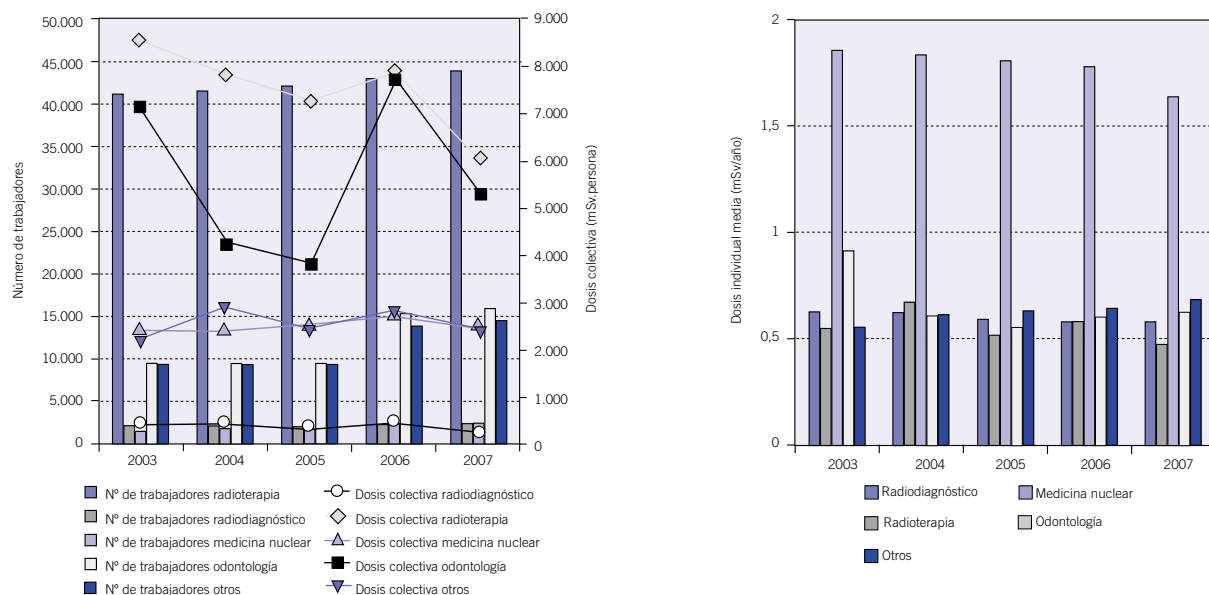 Número de trabajadores
50.000
45.000
40.000
35.000
30.000
25.000
20.000
15.000
10.000
5.000
0
9.000
8.000
7.000
6.000
5.000
4.000
3.000
2.000
1.000
0
Dosis colectiva (mSv.persona)
2003 2004 2005 2006 2007
Nº de trabajadores radioterapia
Nº de trabajadores radiodiagnóstico
Nº de trabajadores medicina nuclear
Nº de trabajadores odontología
Nº de trabajadores otros
Dosis colectiva radiodiagnóstico
Dosis colectiva radioterapia
Dosis colectiva medicina nuclear
Dosis colectiva odontología
Dosis colectiva otros
Dosis individual media (mSv/año)
2
1,5
1
0,5
0
2003 2004 2005 2006 2007
Radiodiagnóstico
Medicina nuclear
Radioterapia
Odontología
Otros